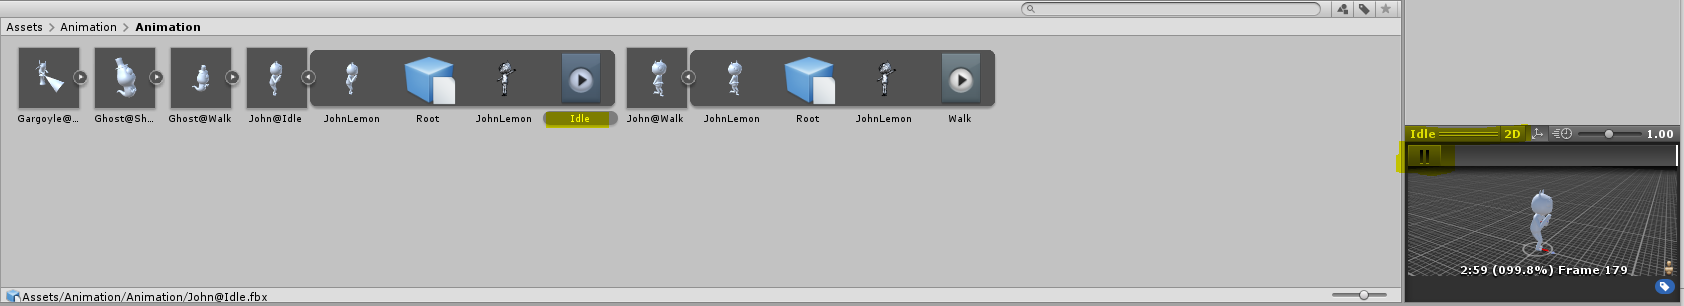 Assets > Animation > Animation
Gargoyle@... Ghost@Sh... Ghost@Walk John@Idle JohnLemon Root JohnLemon Idle John@Walk JohnLemon Root JohnLemon Walk
Assets/Animation/Animation/John@Idle.fbx
Idle 2D 1.00
2:59 (099.8%) Frame 179